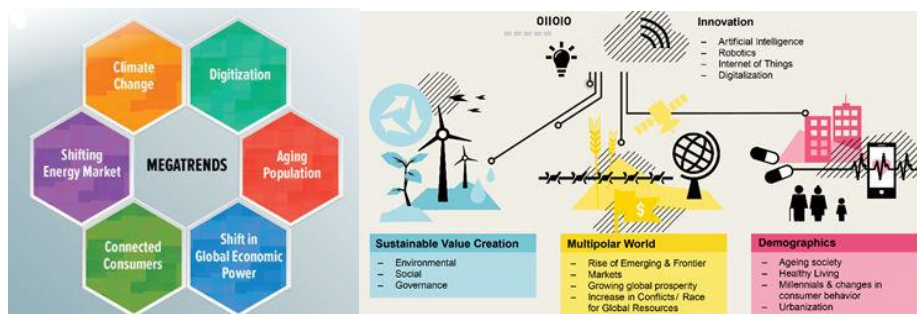 Climate
Change
Digitization
Shifting
Energy Market
MEGATRENDS
Aging
Population
Connected
Consumers
Shift in
Global Economic
Power
011010
Innovation
– Artificial Intelligence
– Robotics
– Internet of Things
– Digitalization
$
Sustainable Value Creation
– Environmental
– Social
– Governance
Multipolar World
– Rise of Emerging & Frontier
– Markets
– Growing global prosperity
– Increase in Conflicts/ Race
for Global Resources
Demographics
– Ageing society
– Healthy Living
– Millennials & changes in
consumer behavior
– Urbanization